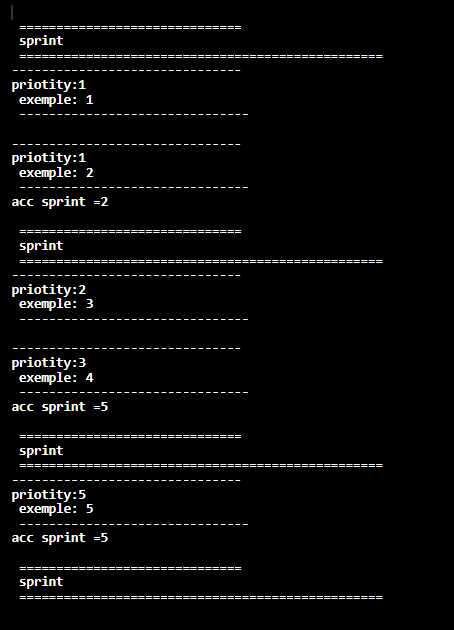 ==============================
sprint
=================================================
-------------------------------
priotity:1
exemple: 1
-------------------------------
-------------------------------
priotity:1
exemple: 2
-------------------------------
acc sprint =2
==============================
sprint
=================================================
-------------------------------
priotity:2
exemple: 3
-------------------------------
-------------------------------
priotity:3
exemple: 4
-------------------------------
acc sprint =5
==============================
sprint
=================================================
-------------------------------
priotity:5
exemple: 5
-------------------------------
acc sprint =5
==============================
sprint
=================================================